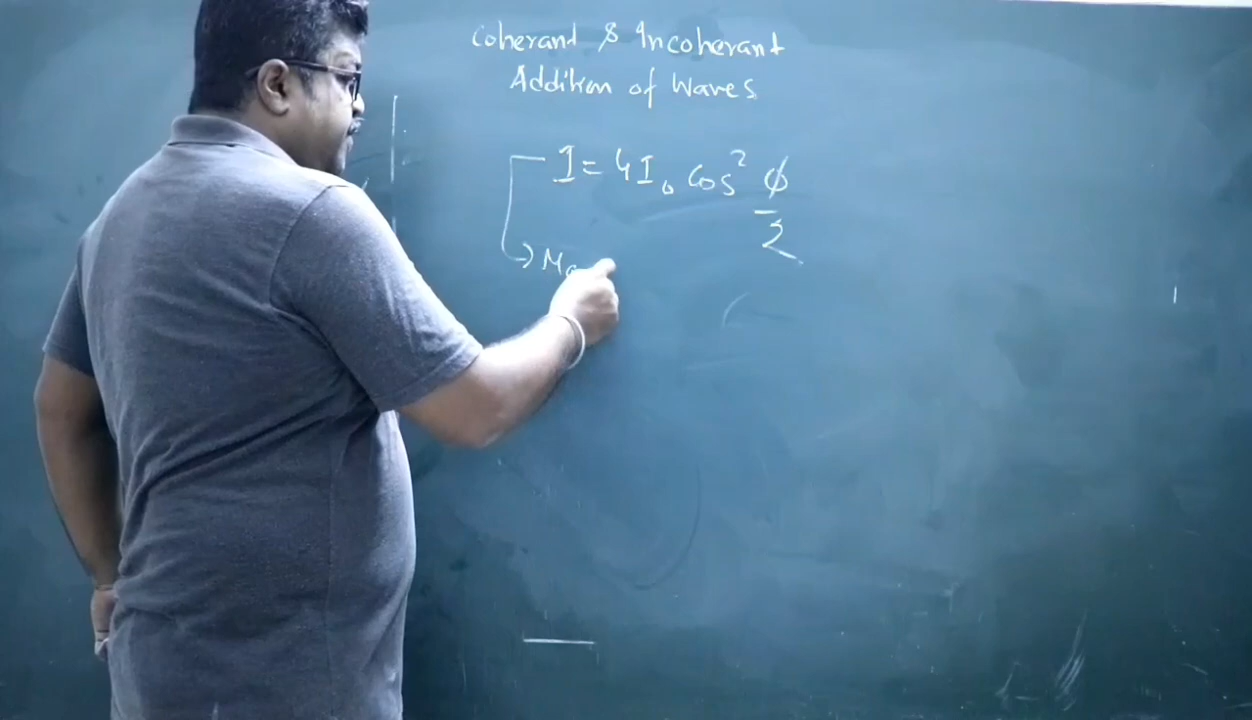 Coherant & Incoherant
Addition of Waves
I = 4I₀ cos² φ/2
Ma